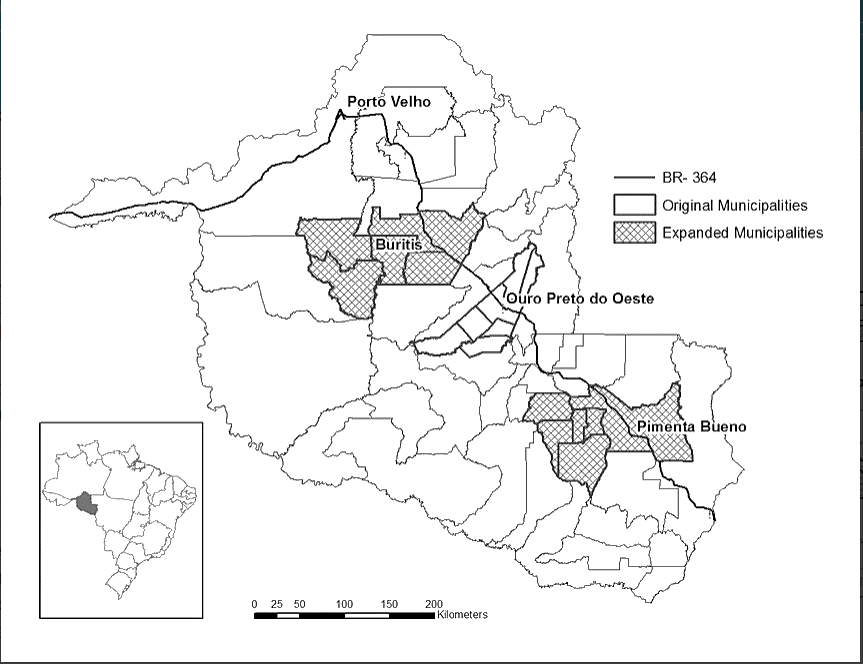 Porto Velho
BR- 364
Original Municipalities
Expanded Municipalities
Buritis
Ouro Preto do Oeste
Pimenta Bueno
0 25 50 100 150 200
Kilometers